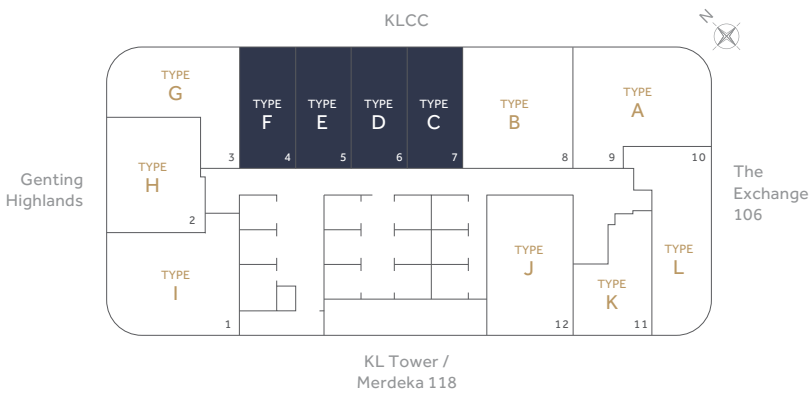 KLCC
N
TYPE
G
3
TYPE
F
4
TYPE
E
5
TYPE
D
6
TYPE
C
7
TYPE
B
8
TYPE
A
9
10
Genting
Highlands
TYPE
H
2
The
Exchange
106
TYPE
I
1
TYPE
J
12
TYPE
K
11
TYPE
L
KL Tower /
Merdeka 118